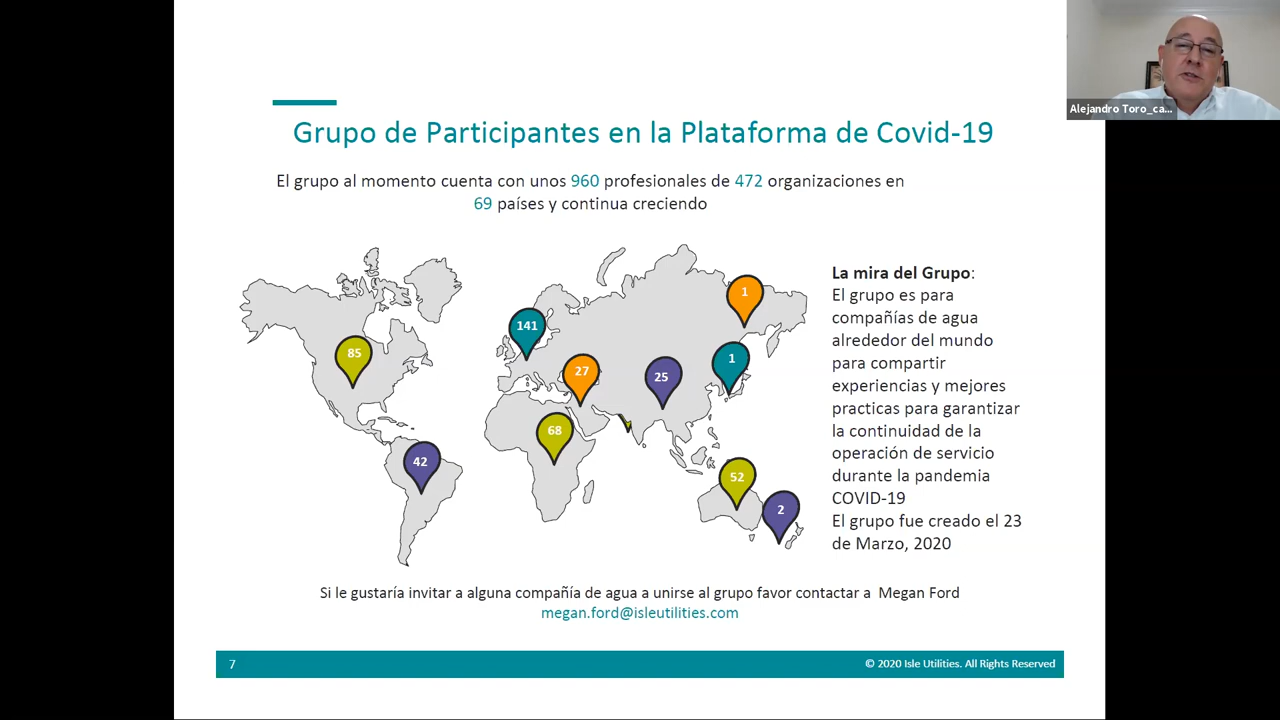 Alejandro Toro_ca...
Grupo de Participantes en la Plataforma de Covid-19
El grupo al momento cuenta con unos 960 profesionales de 472 organizaciones en
69 países y continua creciendo
85
42
141
27
68
25
1
1
52
2
La mira del Grupo:
El grupo es para
compañías de agua
alrededor del mundo
para compartir
experiencias y mejores
practicas para garantizar
la continuidad de la
operación de servicio
durante la pandemia
COVID-19
El grupo fue creado el 23
de Marzo, 2020
Si le gustaría invitar a alguna compañía de agua a unirse al grupo favor contactar a Megan Ford
megan.ford@isleutilities.com
7
© 2020 Isle Utilities. All Rights Reserved